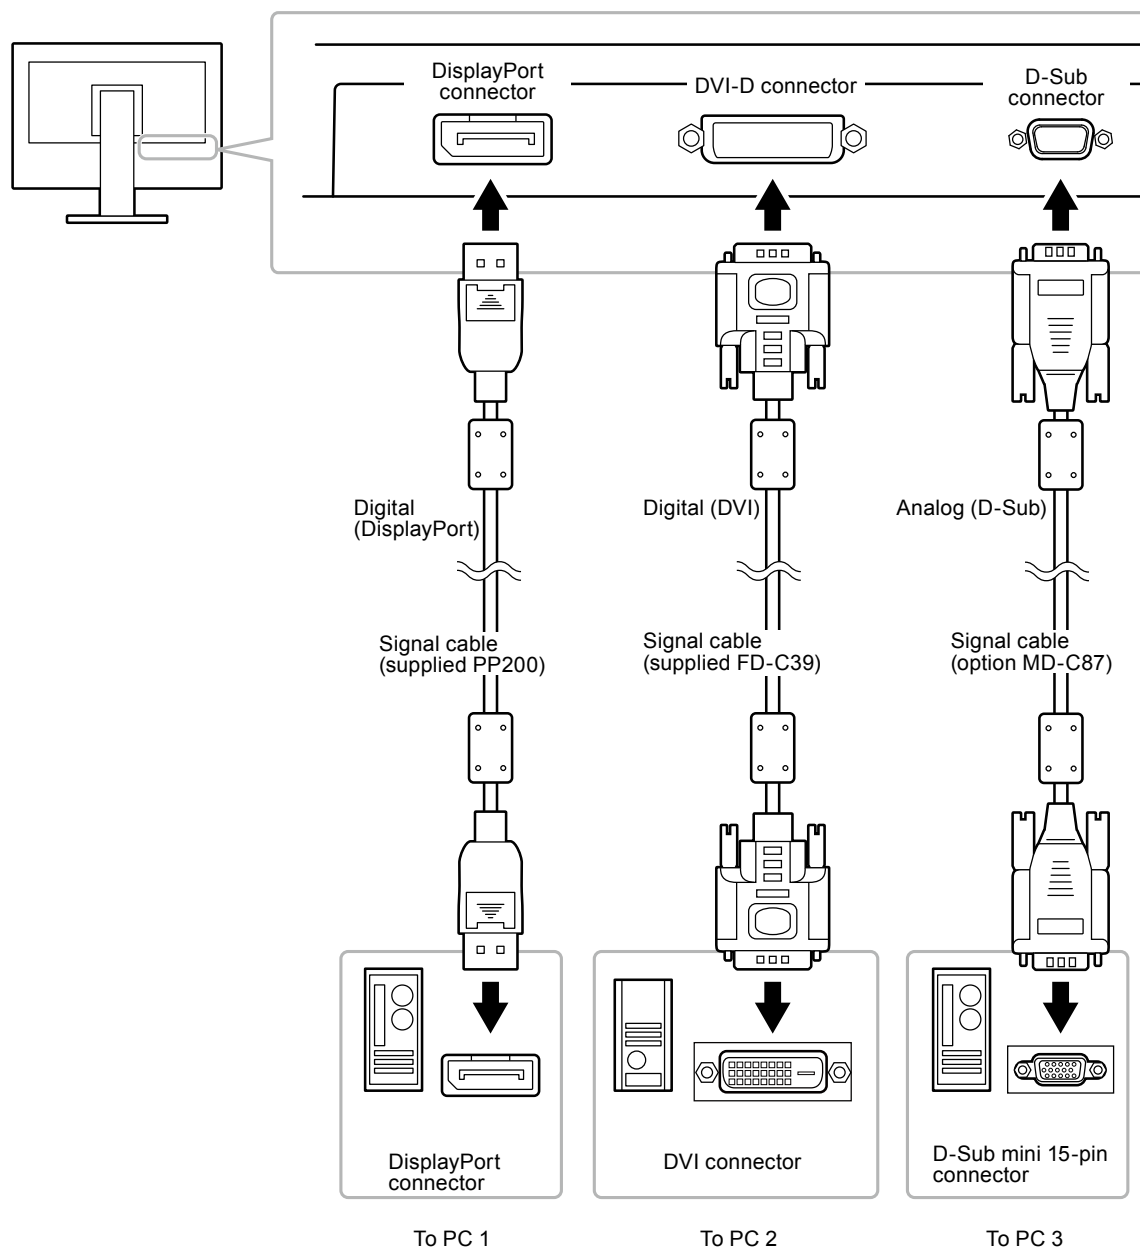 DisplayPort
connector
DVI-D connector
D-Sub
connector
Digital
(DisplayPort)
Digital (DVI)
Analog (D-Sub)
Signal cable
(supplied PP200)
Signal cable
(supplied FD-C39)
Signal cable
(option MD-C87)
DisplayPort
connector
DVI connector
D-Sub mini 15-pin
connector
To PC 1
To PC 2
To PC 3